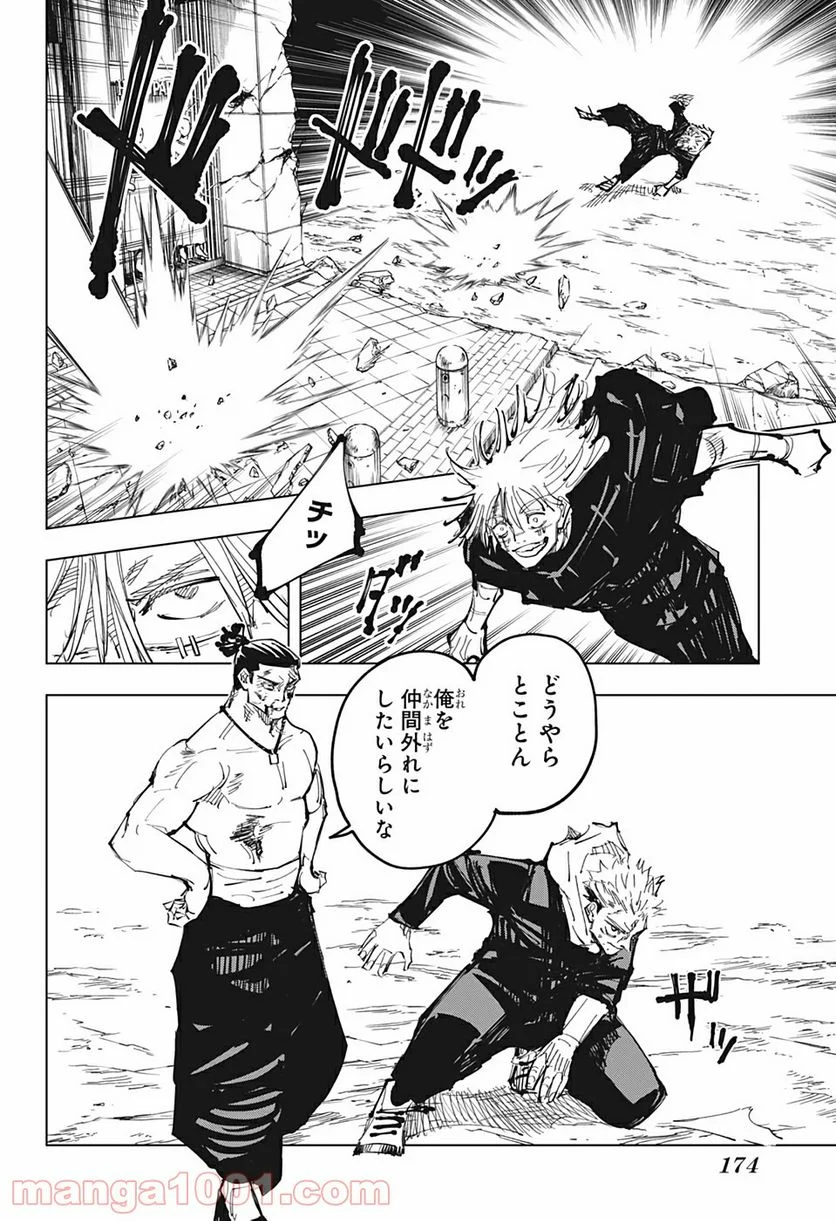 ドドドドッ
チッ
ダッ
どうやら
とことん
俺を
仲間外れに
したいらしいな
ザッ
174
manga1001.com